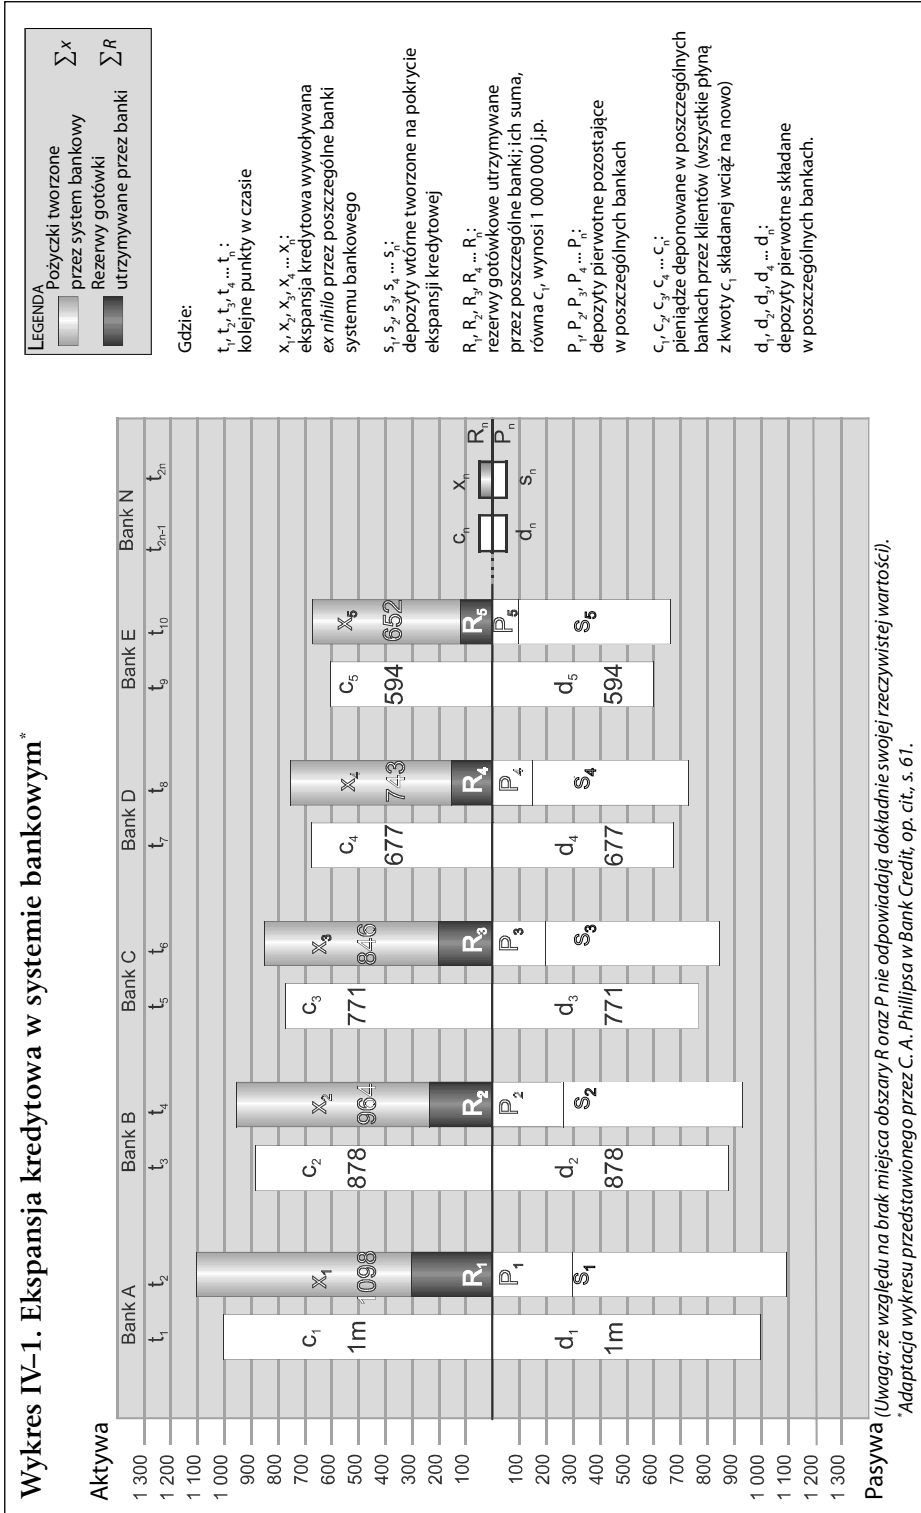 Wykres IV–1. Ekspansja kredytowa w systemie bankowym*
Aktywa
Bank A Bank B Bank C Bank D Bank E Bank N
t₁ t₂ t₃ t₄ t₅ t₆ t₇ t₈ t₉ t₁₀ t₂ₙ₋₁ t₂ₙ
1 300
1 200
1 100
1 000
900
800
700
600
500
400
300
200
100
100
200
300
400
500
600
700
800
900
1 000
1 100
1 200
1 300
c₁
1m
d₁
1m
x₁
1098
R₁
P₁
s₁
c₂
878
d₂
878
x₂
964
R₂
P₂
s₂
c₃
771
d₃
771
x₃
846
R₃
P₃
s₃
c₄
677
d₄
677
x₄
743
R₄
P₄
s₄
c₅
594
d₅
594
x₅
652
R₅
P₅
s₅
cₙ
dₙ
xₙ
sₙ
Rₙ
Pₙ
LEGENDA
Pożyczki tworzone
przez system bankowy ∑x
Rezerwy gotówki
utrzymywane przez banki ∑R
Gdzie:
t₁, t₂, t₃, t₄ ... tₙ:
kolejne punkty w czasie
x₁, x₂, x₃, x₄ ... xₙ:
ekspansja kredytowa wywoływana
ex nihilo przez poszczególne banki
systemu bankowego
s₁, s₂, s₃, s₄ ... sₙ:
depozyty wtórne tworzone na pokrycie
ekspansji kredytowej
R₁, R₂, R₃, R₄ ... Rₙ:
rezerwy gotówkowe utrzymywane
przez poszczególne banki; ich suma,
równa c₁, wynosi 1 000 000 j.p.
P₁, P₂, P₃, P₄ ... Pₙ:
depozyty pierwotne pozostające
w poszczególnych bankach
c₁, c₂, c₃, c₄ ... cₙ:
pieniądze deponowane w poszczególnych
bankach przez klientów (wszystkie płyną
z kwoty c₁ składanej wciąż na nowo)
d₁, d₂, d₃, d₄ ... dₙ:
depozyty pierwotne składane
w poszczególnych bankach.
Pasywa (Uwaga; ze względu na brak miejsca obszary R oraz P nie odpowiadają dokładnie swojej rzeczywistej wartości).
*Adaptacja wykresu przedstawionego przez C. A. Phillipsa w Bank Credit, op. cit., s. 61.